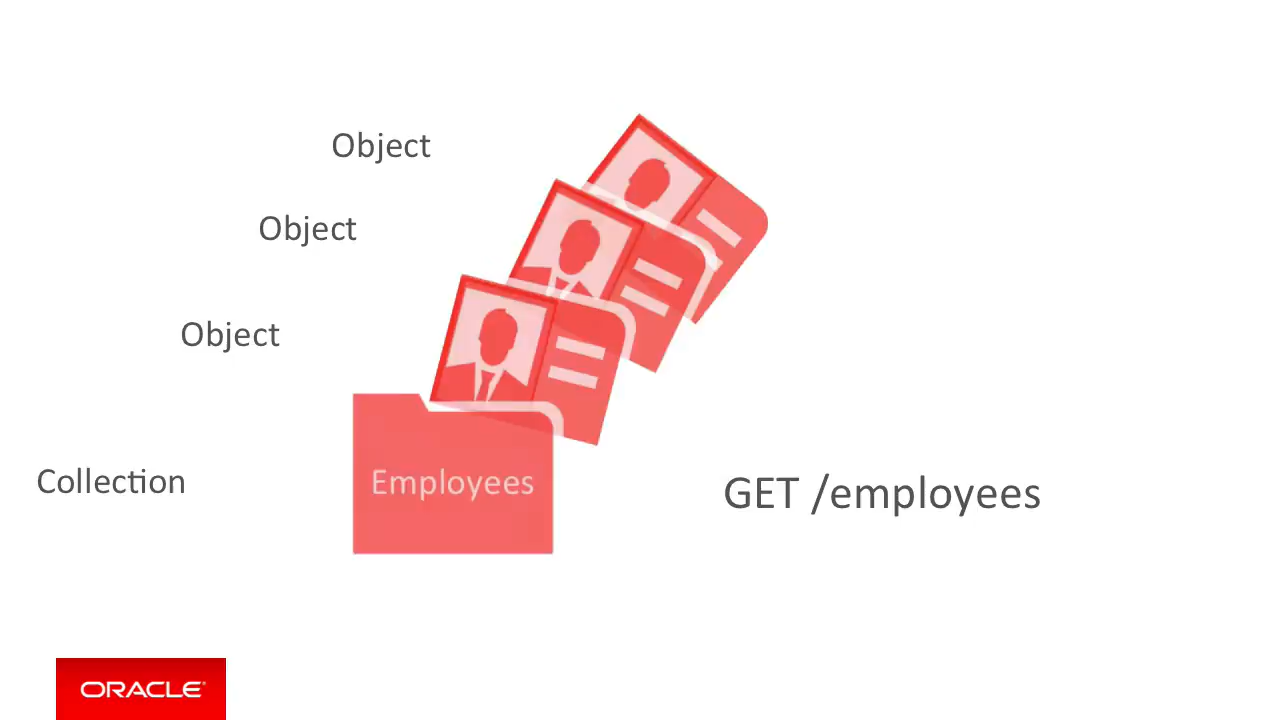 Object
Object
Object
Collection
Employees
GET /employees
ORACLE